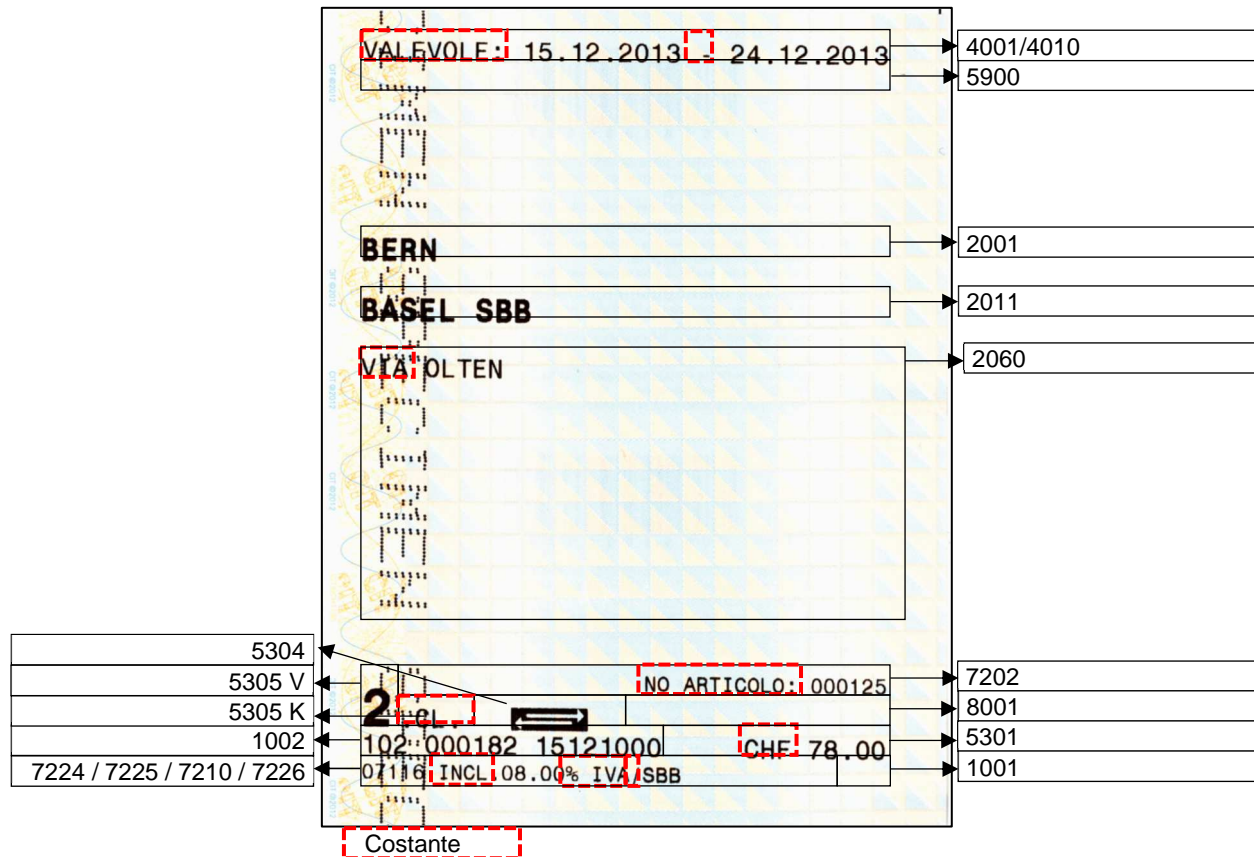 VALEVOLE: 15.12.2013 - 24.12.2013
4001/4010
5900
BERN
2001
BASEL SBB
2011
VIA OLTEN
2060
5304
NO ARTICOLO: 000125
7202
5305 V
2.CL.
8001
5305 K
102 000182 15121000
CHF 78.00
5301
1002
07116 INCL 08.00% IVA/SBB
1001
7224 / 7225 / 7210 / 7226
Costante